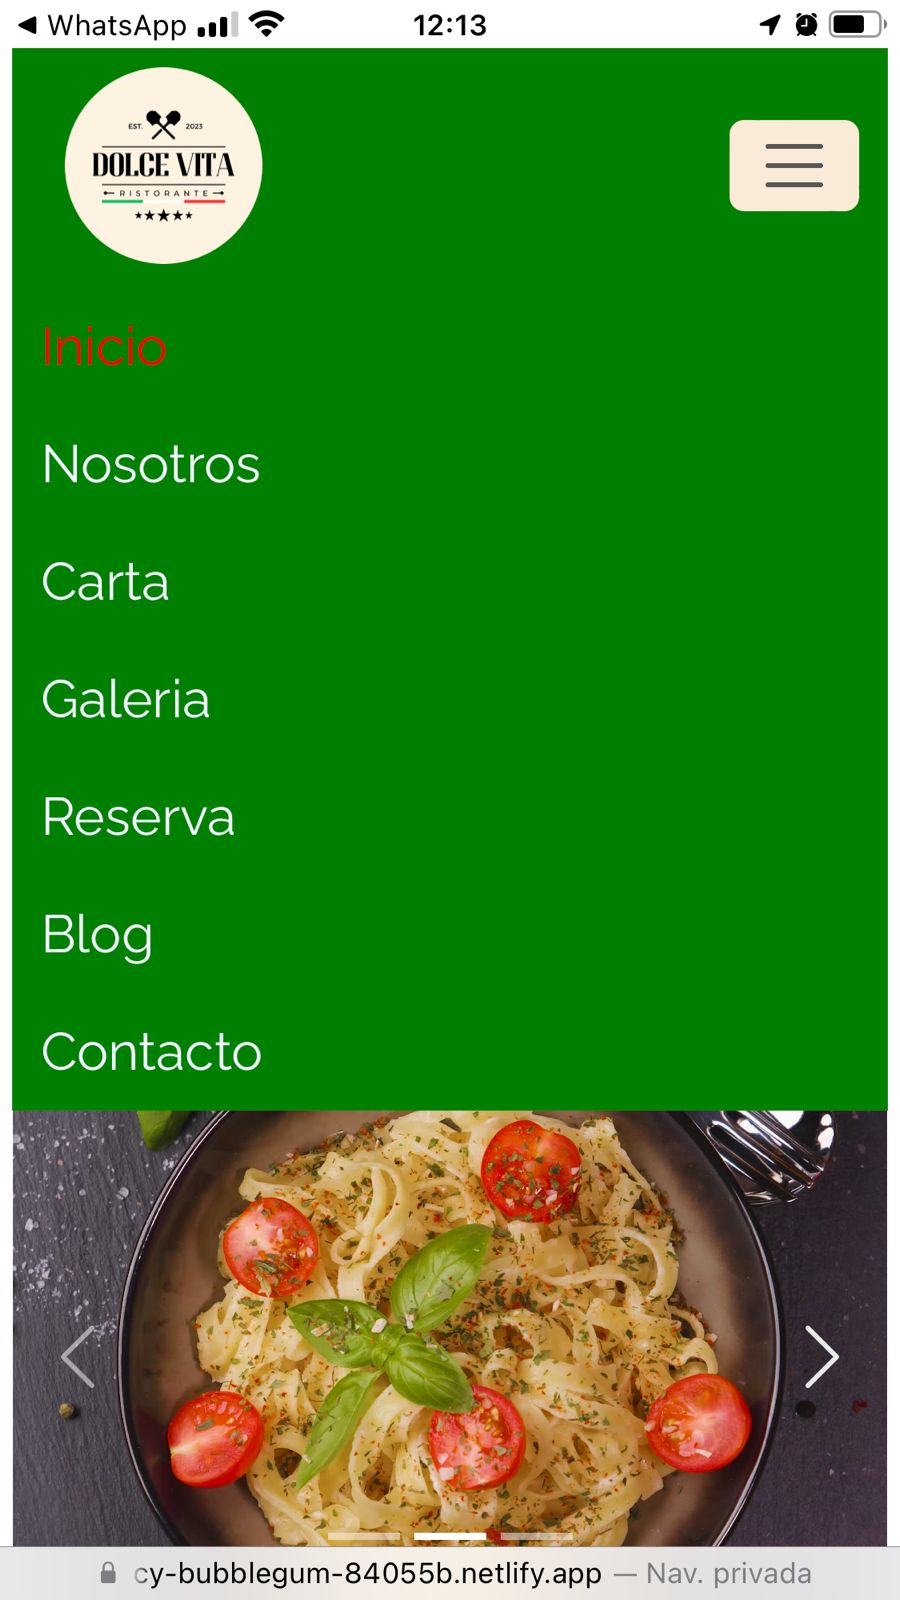 WhatsApp
12:13
EST. 2023
DOLCE VITA
RISTORANTE
Inicio
Nosotros
Carta
Galeria
Reserva
Blog
Contacto
cy-bubblegum-84055b.netlify.app — Nav. privada